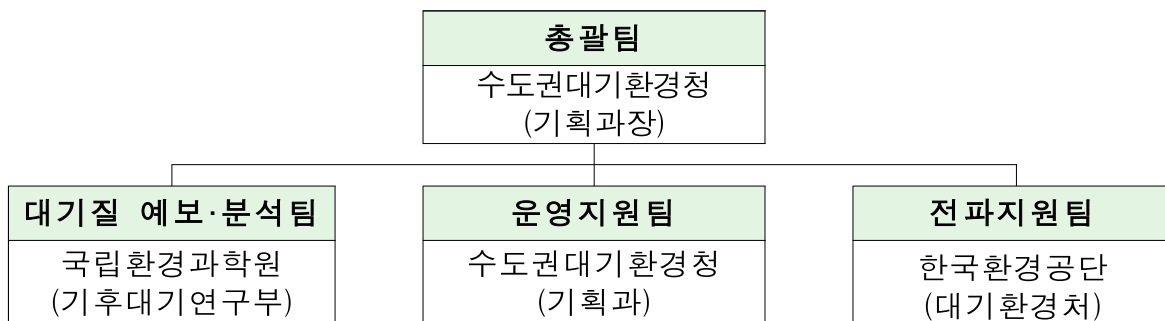 총괄팀
수도권대기환경청
(기획과장)
대기질 예보·분석팀
국립환경과학원
(기후대기연구부)
운영지원팀
수도권대기환경청
(기획과)
전파지원팀
한국환경공단
(대기환경처)